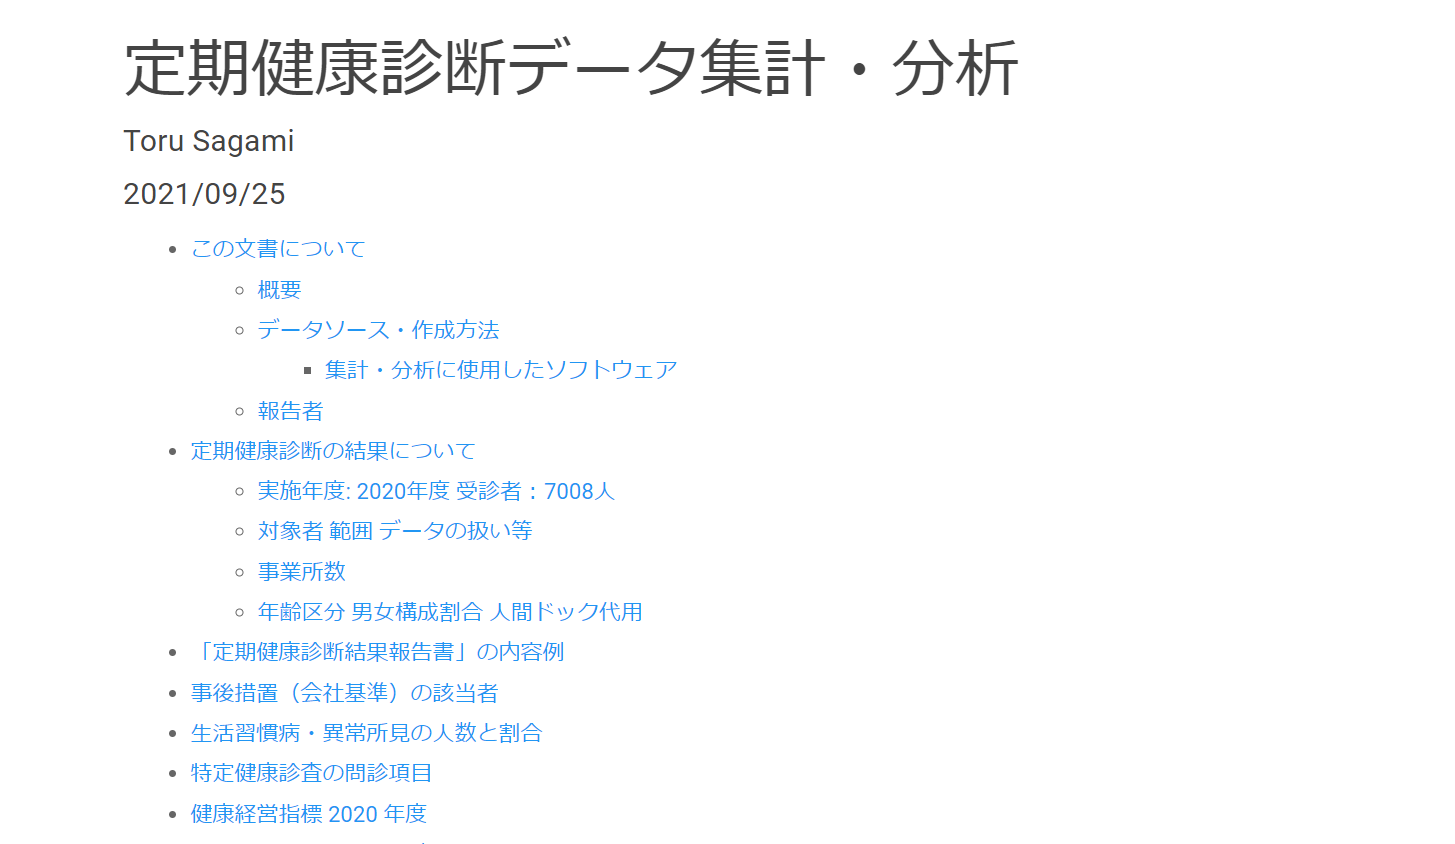 定期健康診断データ集計・分析
Toru Sagami
2021/09/25
この文書について
概要
データソース・作成方法
集計・分析に使用したソフトウェア
報告者
定期健康診断の結果について
実施年度: 2020年度 受診者：7008人
対象者 範囲 データの扱い等
事業所数
年齢区分 男女構成割合 人間ドック代用
「定期健康診断結果報告書」の内容例
事後措置（会社基準）の該当者
生活習慣病・異常所見の人数と割合
特定健康診査の問診項目
健康経営指標 2020 年度